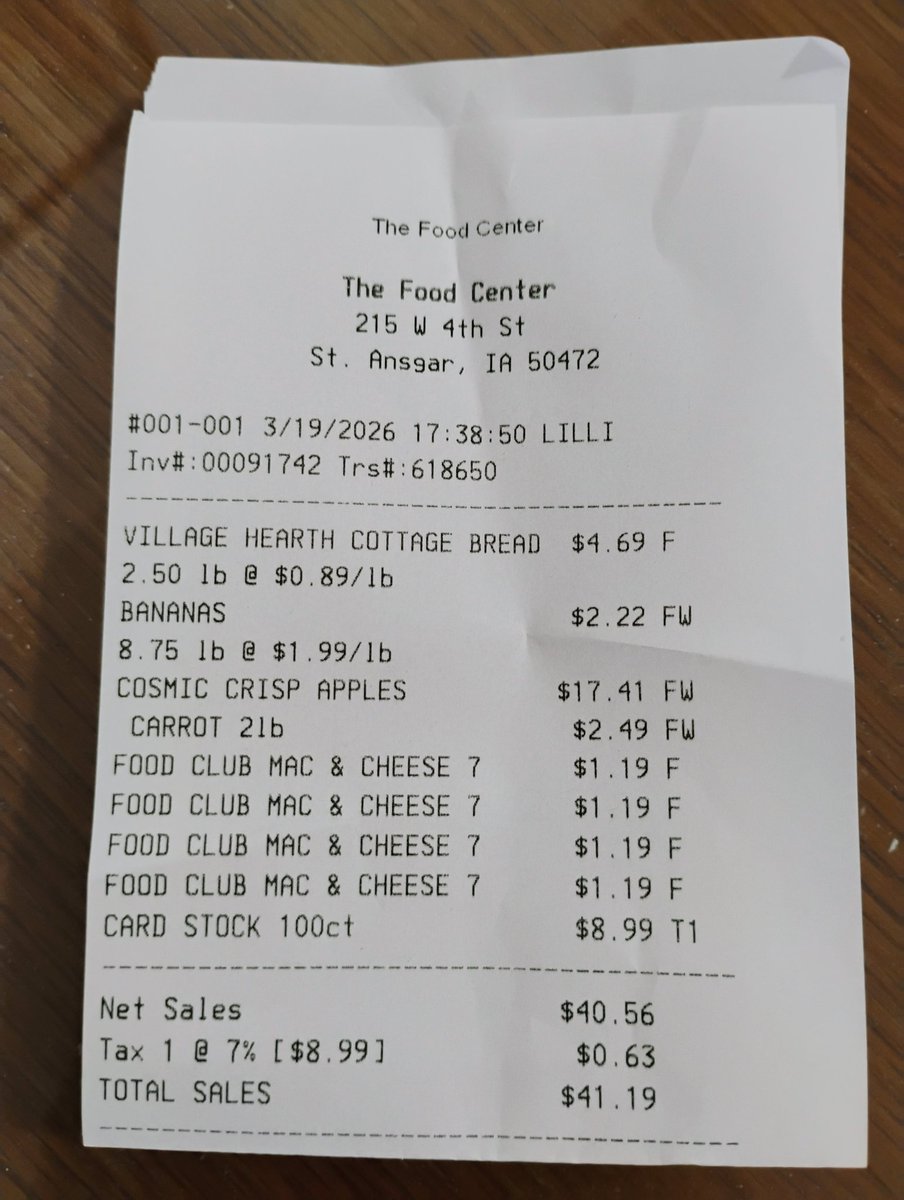 The Food Center
The Food Center
215 W 4th St
St. Ansgar, IA 50472
#001-001 3/19/2026 17:38:50 LILLI
Inv#:00091742 Trs#:618650
VILLAGE HEARTH COTTAGE BREAD $4.69 F
2.50 lb @ $0.89/lb
BANANAS $2.22 FW
8.75 lb @ $1.99/lb
COSMIC CRISP APPLES $17.41 FW
CARROT 2lb $2.49 FW
FOOD CLUB MAC & CHEESE 7 $1.19 F
FOOD CLUB MAC & CHEESE 7 $1.19 F
FOOD CLUB MAC & CHEESE 7 $1.19 F
FOOD CLUB MAC & CHEESE 7 $1.19 F
CARD STOCK 100ct $8.99 T1
Net Sales $40.56
Tax 1 @ 7% [$8.99] $0.63
TOTAL SALES $41.19